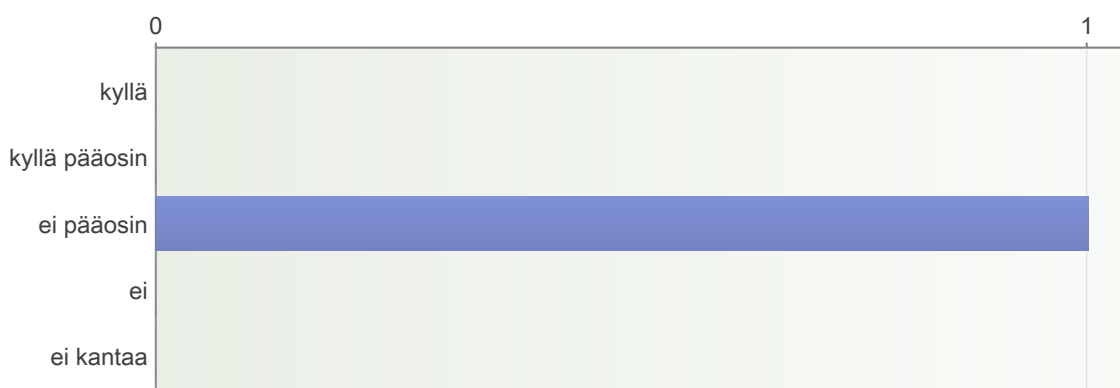 0 1
kyllä
kyllä pääosin
ei pääosin
ei
ei kantaa